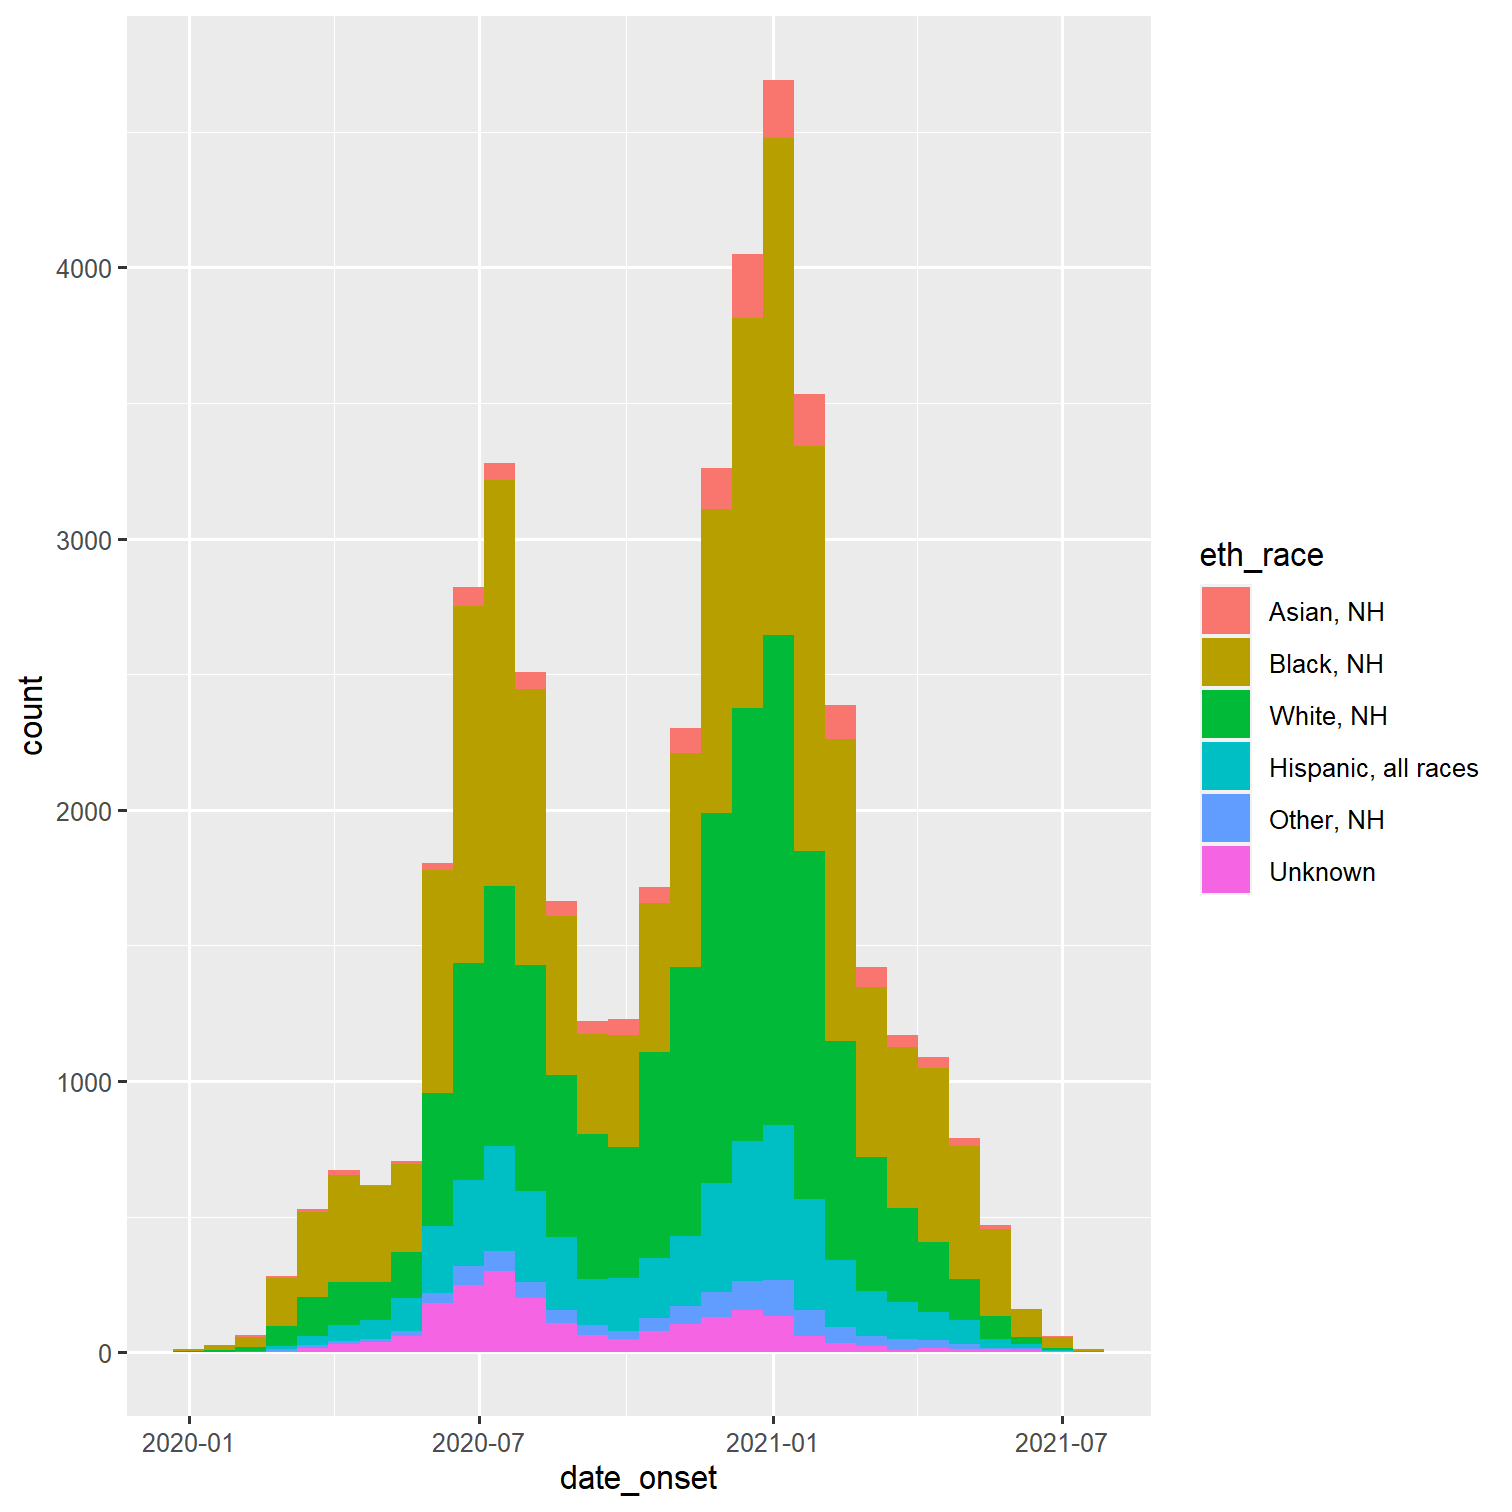 count
4000
3000
2000
1000
0
2020-01
2020-07
2021-01
2021-07
date_onset
eth_race
Asian, NH
Black, NH
White, NH
Hispanic, all races
Other, NH
Unknown